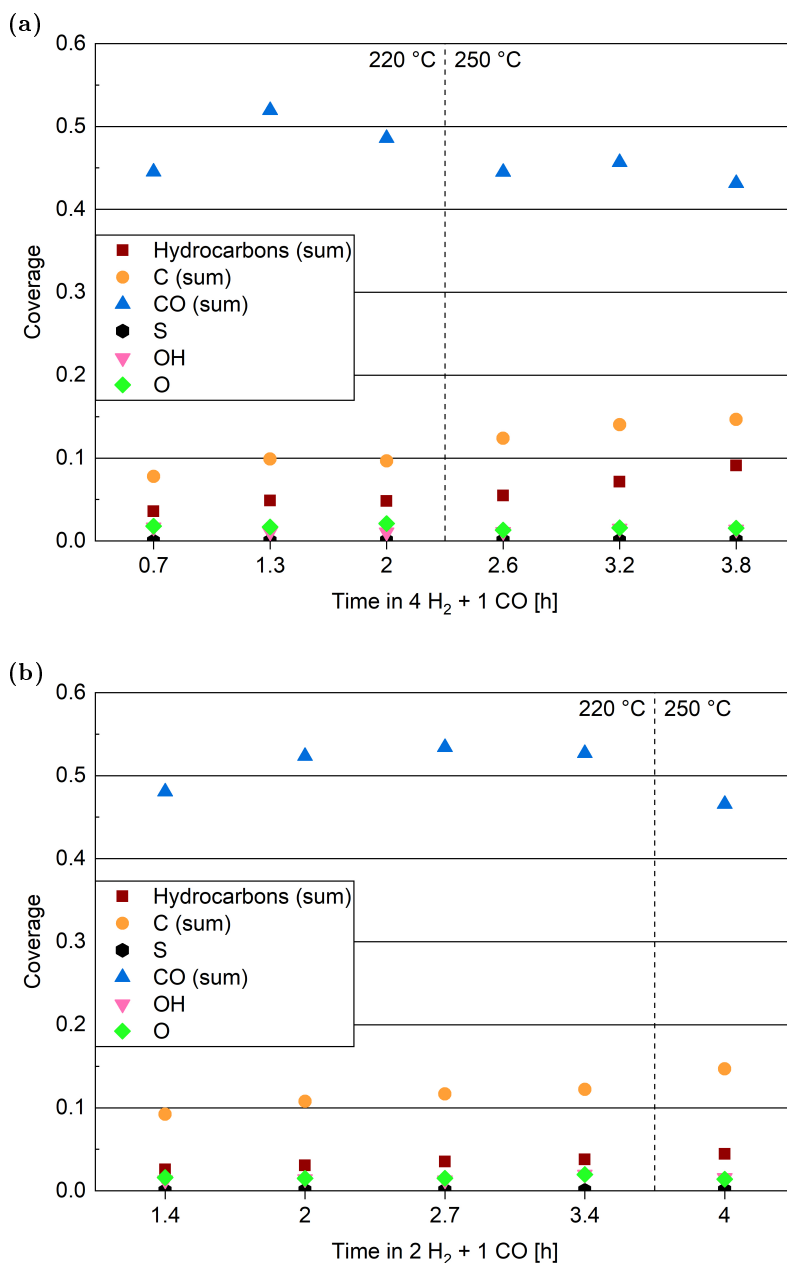 (a)
0.6
220 °C
250 °C
0.5
0.4
0.3
0.2
0.1
0.0
Coverage
Hydrocarbons (sum)
C (sum)
CO (sum)
S
OH
O
0.7 1.3 2 2.6 3.2 3.8
Time in 4 H₂ + 1 CO [h]
(b)
0.6
220 °C
250 °C
0.5
0.4
0.3
0.2
0.1
0.0
Coverage
Hydrocarbons (sum)
C (sum)
S
CO (sum)
OH
O
1.4 2 2.7 3.4 4
Time in 2 H₂ + 1 CO [h]